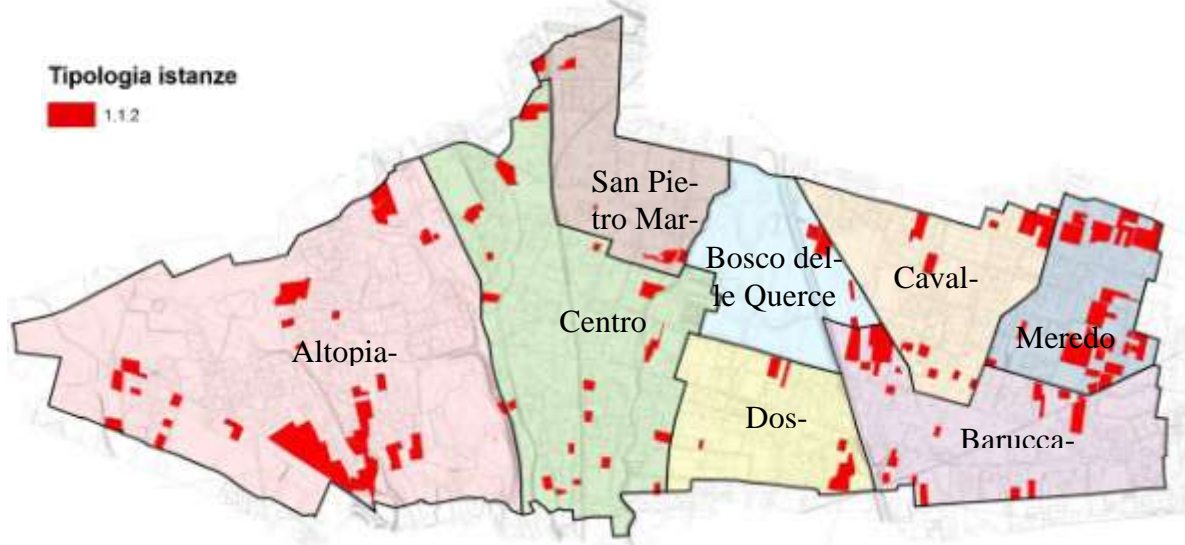 Tipologia istanze
1.1.2
San Pie-
tro Mar-
Bosco del-
le Querce
Caval-
Centro
Altopia-
Meredo
Dos-
Barucca-